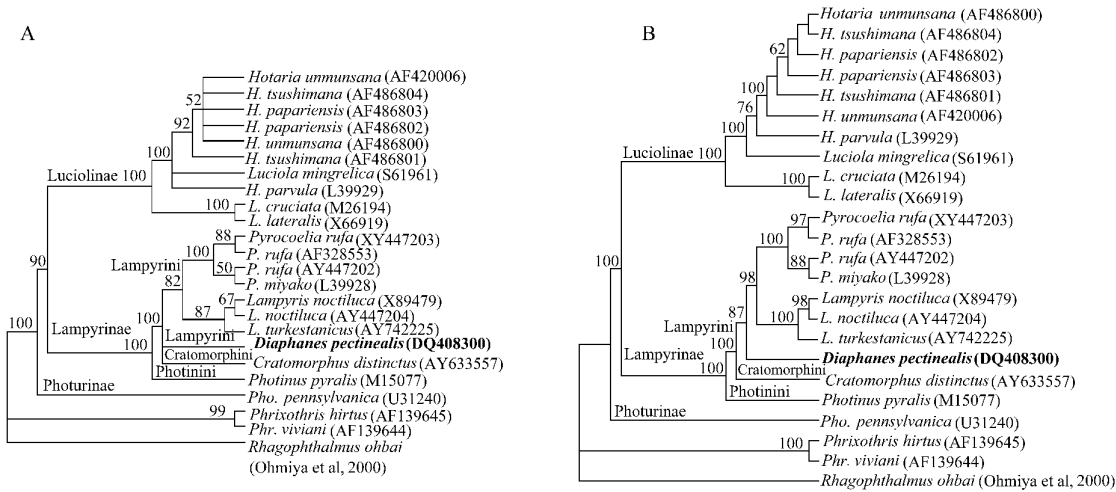 A
Hotaria unmunsana (AF420006)
H. tsushimana (AF486804)
52
H. papariensis (AF486803)
H. papariensis (AF486802)
92
H. unmunsana (AF486800)
H. tsushimana (AF486801)
100
Luciola mingrelica (S61961)
Luciolinae 100
H. parvula (L39929)
L. cruciata (M26194)
100
L. lateralis (X66919)
88
Pyrocoelia rufa (XY447203)
100
P. rufa (AF328553)
90
Lampyrini
P. rufa (AY447202)
50
82
P. miyako (L39928)
67
Lampyris noctiluca (X89479)
87
L. noctiluca (AY447204)
100
Lampyrinae
Lampyrini
L. turkestanicus (AY742225)
100
Diaphanes pectinealis (DQ408300)
Cratomorphini
Cratomorphus distinctus (AY633557)
Photinini
Photinus pyralis (M15077)
Photurinae
Pho. pennsylvanica (U31240)
99
Phrixothris hirtus (AF139645)
Phr. viviani (AF139644)
Rhagophthalmus ohbai
(Ohmiya et al, 2000)
B
Hotaria unmunsana (AF486800)
H. tsushimana (AF486804)
62
H. papariensis (AF486802)
H. papariensis (AF486803)
100
H. tsushimana (AF486801)
76
H. unmunsana (AF420006)
100
H. parvula (L39929)
Luciolinae 100
Luciola mingrelica (S61961)
100
L. cruciata (M26194)
L. lateralis (X66919)
97
Pyrocoelia rufa (XY447203)
100
P. rufa (AF328553)
100
P. rufa (AY447202)
88
98
P. miyako (L39928)
98
Lampyris noctiluca (X89479)
87
100
L. noctiluca (AY447204)
Lampyrini
L. turkestanicus (AY742225)
Lampyrinae
Diaphanes pectinealis (DQ408300)
100
Cratomorphini
Cratomorphus distinctus (AY633557)
Photinini
Photinus pyralis (M15077)
Photurinae
Pho. pennsylvanica (U31240)
100
Phrixothris hirtus (AF139645)
Phr. viviani (AF139644)
Rhagophthalmus ohbai (Ohmiya et al, 2000)